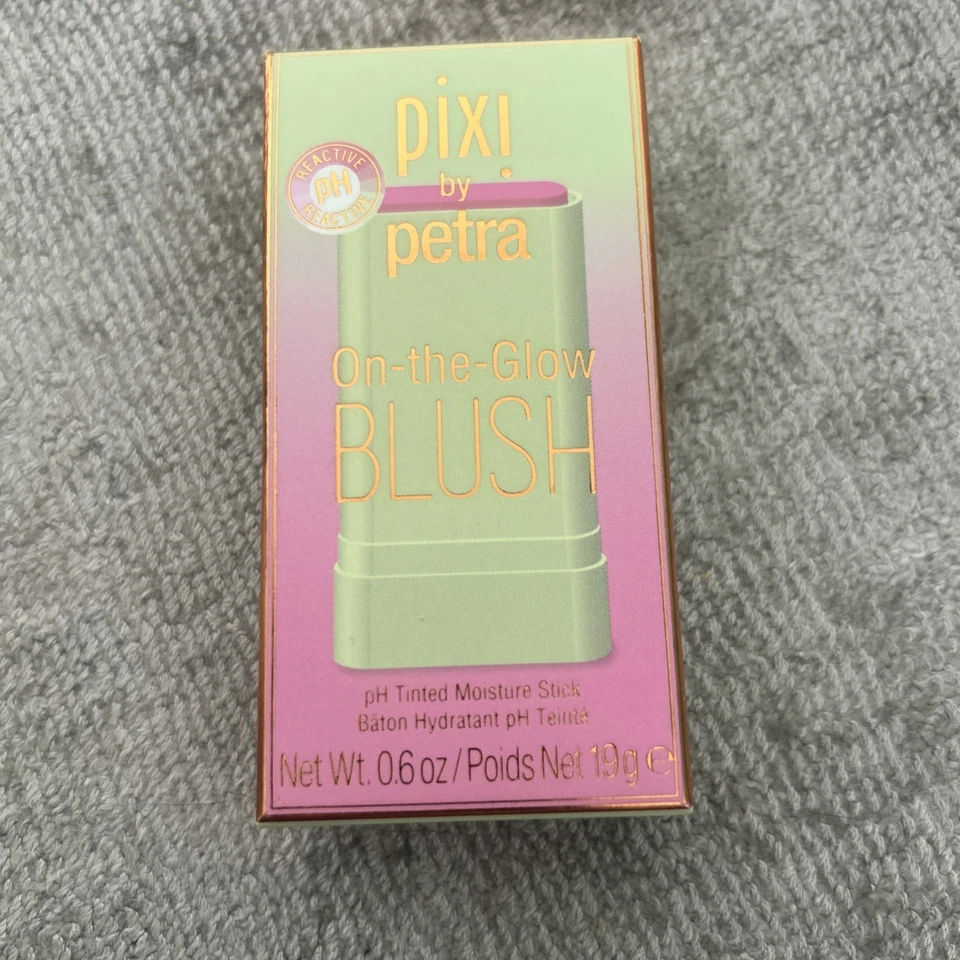 pixi
by
petra
REACTIVE
pH
REACTIVE
On-the-Glow
BLUSH
pH Tinted Moisture Stick
Bâton Hydratant pH Teinté
Net Wt. 0.6 oz / Poids Net 19 g ℮